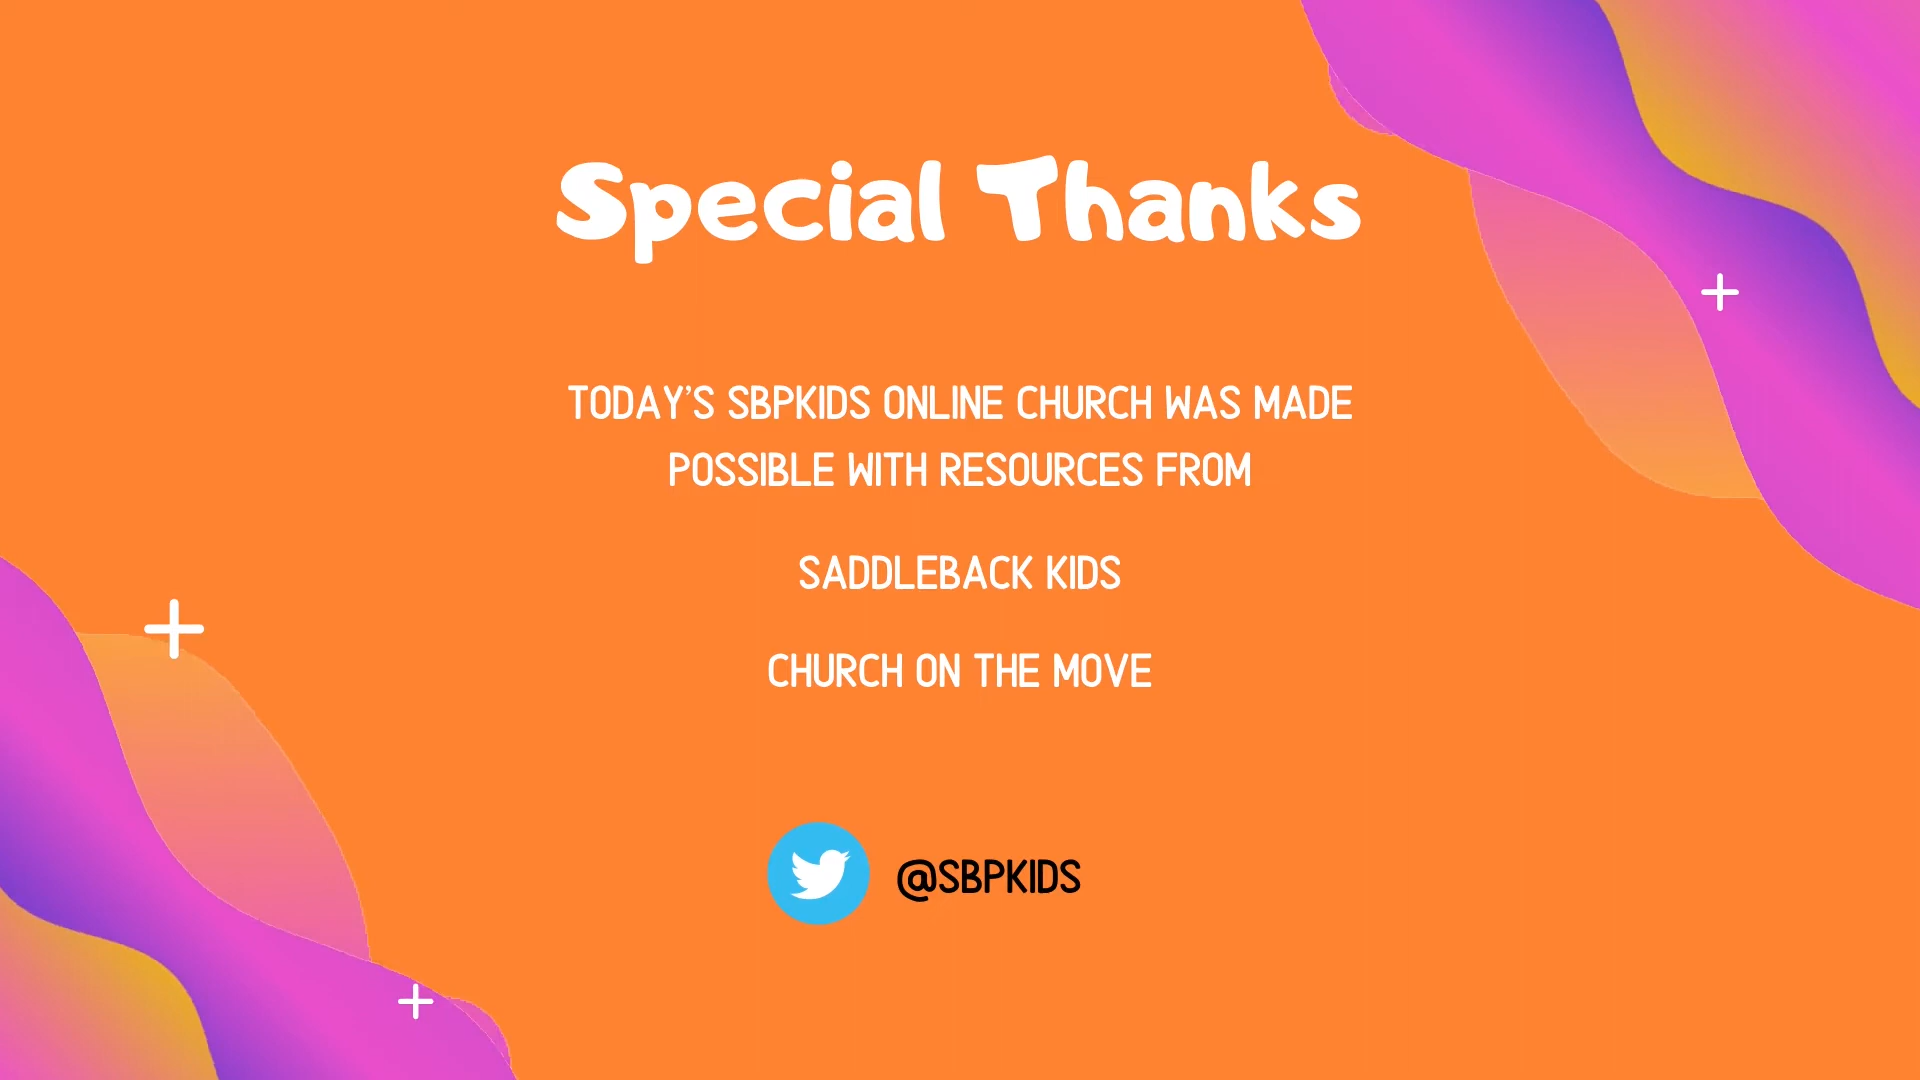 Special Thanks
TODAY’S SBPKIDS ONLINE CHURCH WAS MADE
POSSIBLE WITH RESOURCES FROM
SADDLEBACK KIDS
CHURCH ON THE MOVE
@SBPKIDS